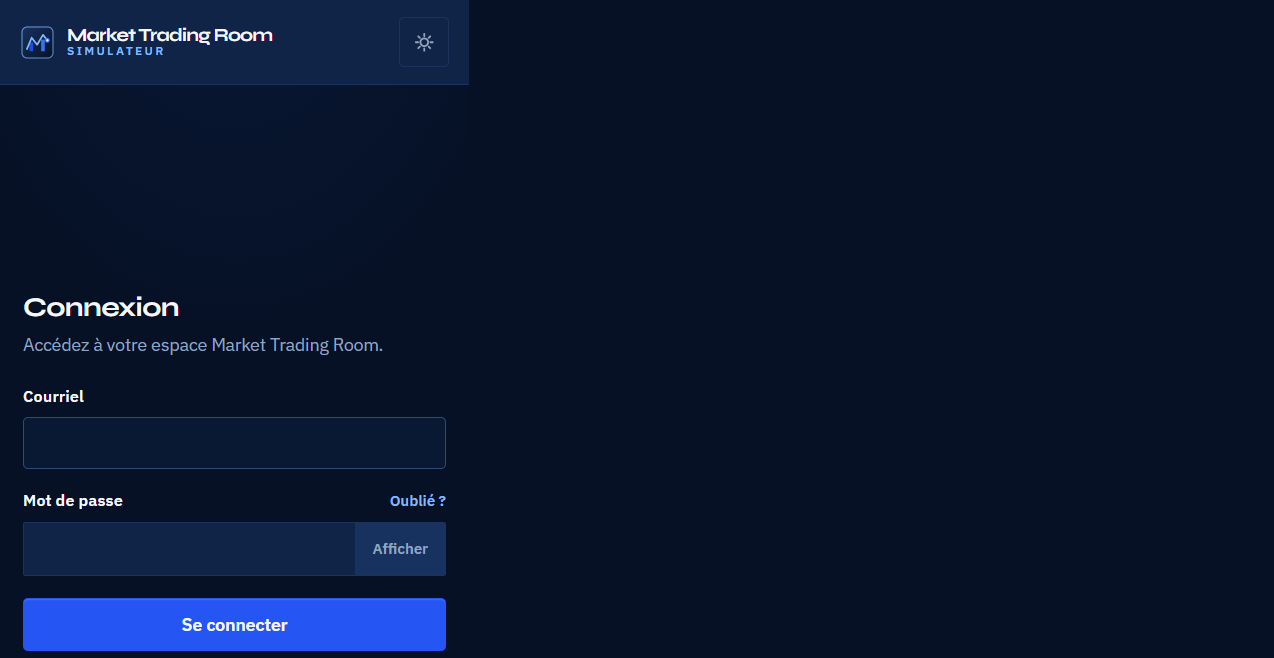 Market Trading Room
SIMULATEUR
Connexion
Accédez à votre espace Market Trading Room.
Courriel
Mot de passe
Oublié ?
Afficher
Se connecter